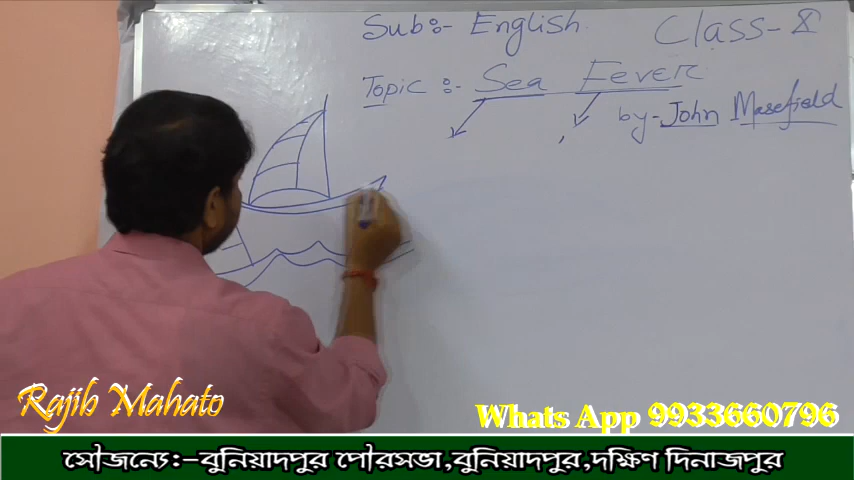 Sub:- English
Class- X
Topic :- Sea Fever
by- John Masefield
Rajib Mahato
Whats App 9933660796
সৌজন্যে:-বুনিয়াদপুর পৌরসভা,বুনিয়াদপুর,দক্ষিণ দিনাজপুর